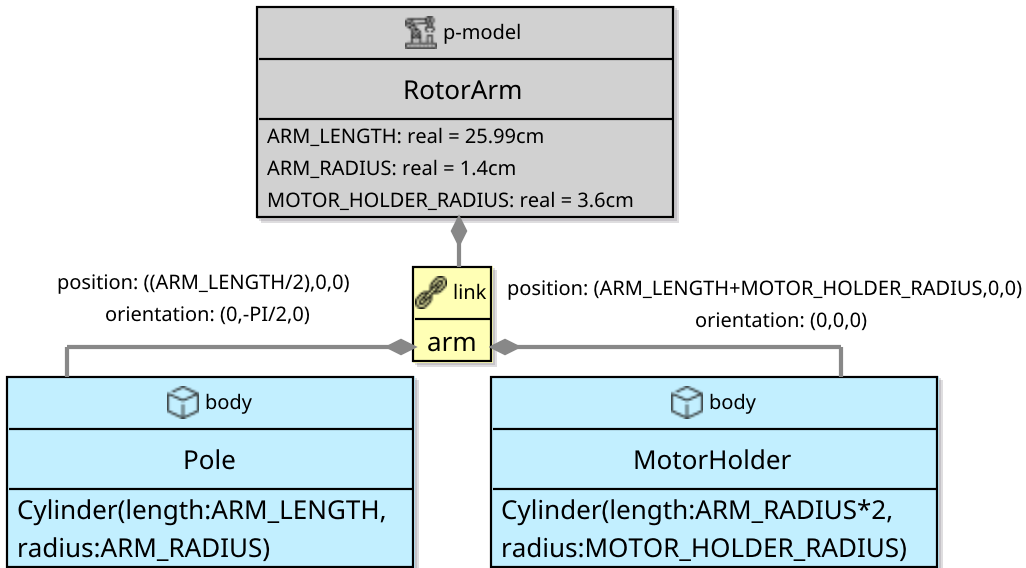 p-model
RotorArm
ARM_LENGTH: real = 25.99cm
ARM_RADIUS: real = 1.4cm
MOTOR_HOLDER_RADIUS: real = 3.6cm
position: ((ARM_LENGTH/2),0,0)
orientation: (0,-PI/2,0)
link
arm
position: (ARM_LENGTH+MOTOR_HOLDER_RADIUS,0,0)
orientation: (0,0,0)
body
Pole
Cylinder(length:ARM_LENGTH,
radius:ARM_RADIUS)
body
MotorHolder
Cylinder(length:ARM_RADIUS*2,
radius:MOTOR_HOLDER_RADIUS)